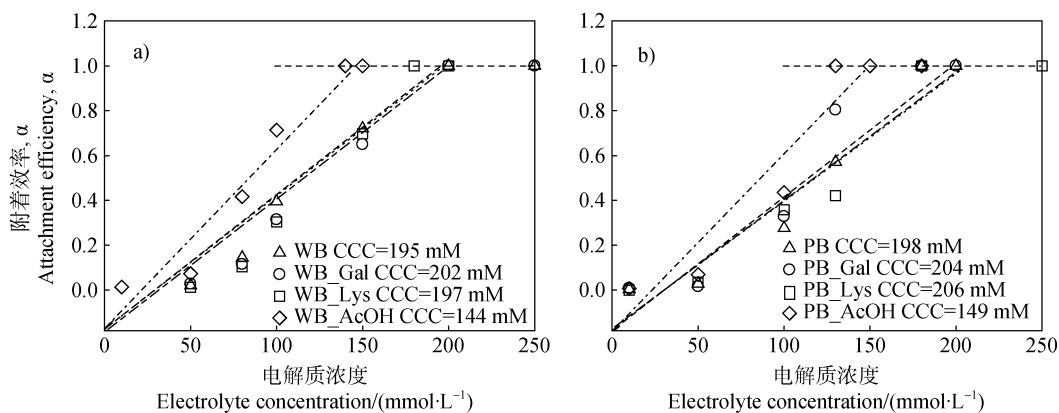 附着效率, α
Attachment efficiency, α
1.2
1.0
0.8
0.6
0.4
0.2
0.0
a)
WB CCC=195 mM
WB_Gal CCC=202 mM
WB_Lys CCC=197 mM
WB_AcOH CCC=144 mM
50
100
150
200
250
电解质浓度
Electrolyte concentration/(mmol·L⁻¹)
1.2
1.0
0.8
0.6
0.4
0.2
0.0
b)
PB CCC=198 mM
PB_Gal CCC=204 mM
PB_Lys CCC=206 mM
PB_AcOH CCC=149 mM
50
100
150
200
250
电解质浓度
Electrolyte concentration/(mmol·L⁻¹)